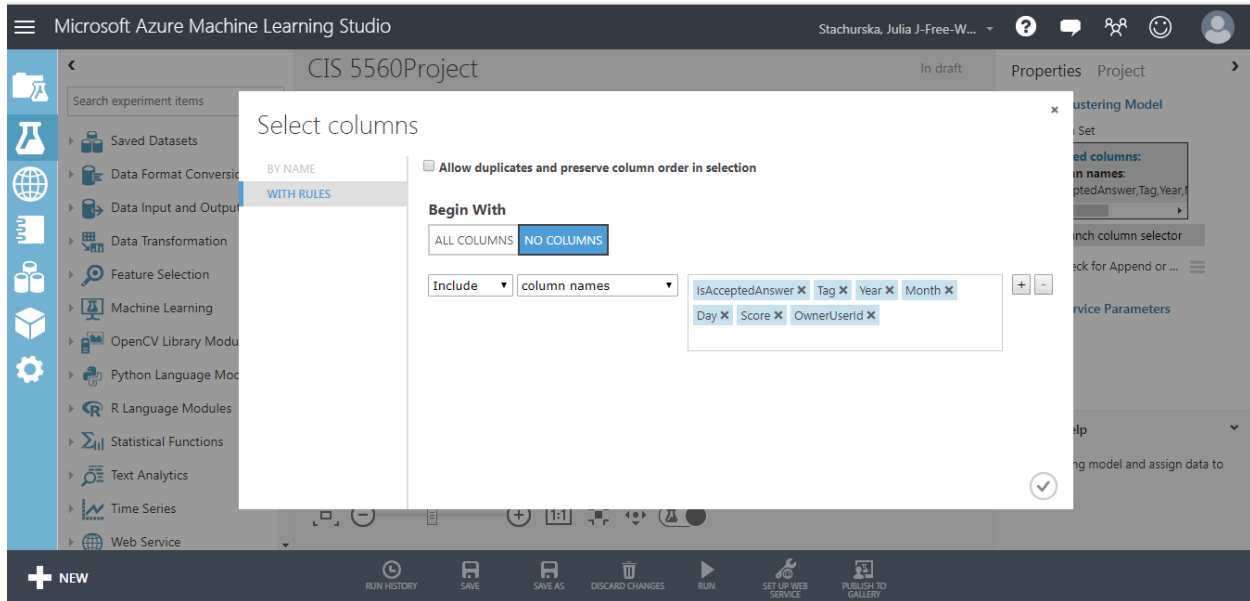 Microsoft Azure Machine Learning Studio
Stachurska, Julia J-Free-W...
CIS 5560Project
In draft
Properties Project
Search experiment items
Saved Datasets
Data Format Conversio
Data Input and Output
Data Transformation
Feature Selection
Machine Learning
OpenCV Library Modu
Python Language Mod
R Language Modules
Statistical Functions
Text Analytics
Time Series
Web Service
Select columns
BY NAME
WITH RULES
Allow duplicates and preserve column order in selection
Begin With
ALL COLUMNS NO COLUMNS
Include column names
IsAcceptedAnswer Tag Year Month
Day Score OwnerUserId
+ -
ustering Model
Set
ed columns:
n names:
ptedAnswer,Tag,Year,
nch column selector
eck for Append or ...
rvice Parameters
elp
ng model and assign data to
1:1
NEW
RUN HISTORY
SAVE
SAVE AS
DISCARD CHANGES
RUN
SET UP WEB
SERVICE
PUBLISH TO
GALLERY